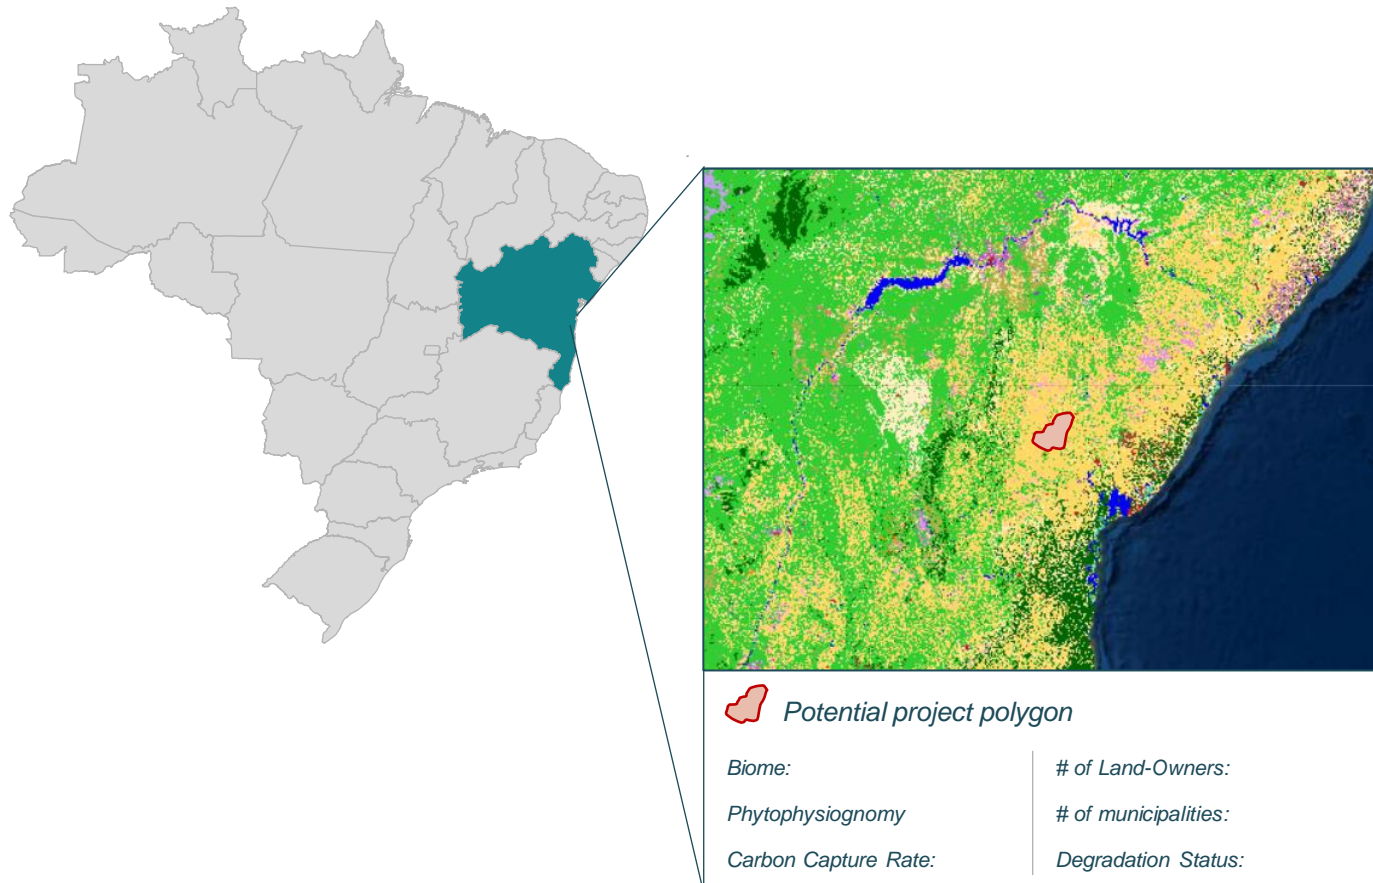 Potential project polygon
Biome:
Phytophysiognomy
Carbon Capture Rate:
# of Land-Owners:
# of municipalities:
Degradation Status: